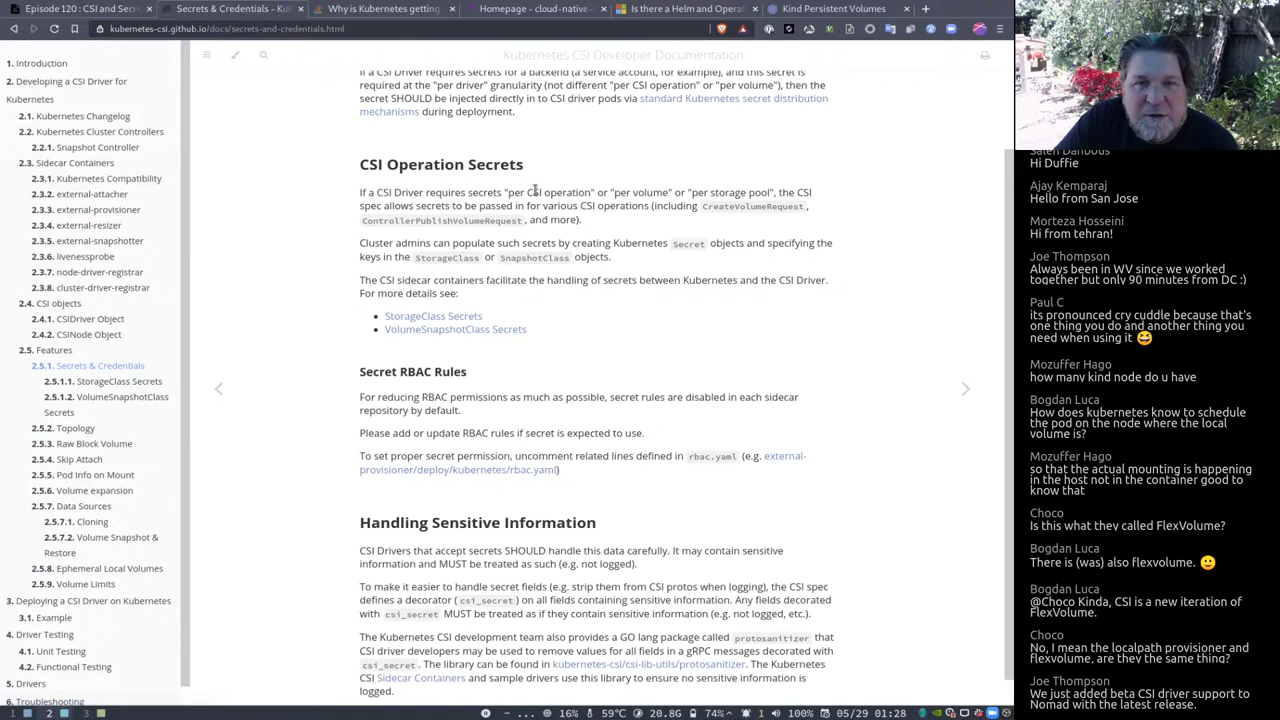 Episode 120 : CSI and Secre
Secrets & Credentials - Kub
Why is Kubernetes getting
Homepage - cloud-native-
Is there a Helm and Operat
Kind Persistent Volumes
kubernetes-csi.github.io/docs/secrets-and-credentials.html
Kubernetes CSI Developer Documentation
1. Introduction
2. Developing a CSI Driver for
Kubernetes
2.1. Kubernetes Changelog
2.2. Kubernetes Cluster Controllers
2.2.1. Snapshot Controller
2.3. Sidecar Containers
2.3.1. Kubernetes Compatibility
2.3.2. external-attacher
2.3.3. external-provisioner
2.3.4. external-resizer
2.3.5. external-snapshotter
2.3.6. livenessprobe
2.3.7. node-driver-registrar
2.3.8. cluster-driver-registrar
2.4. CSI objects
2.4.1. CSIDriver Object
2.4.2. CSINode Object
2.5. Features
2.5.1. Secrets & Credentials
2.5.1.1. StorageClass Secrets
2.5.1.2. VolumeSnapshotClass
Secrets
2.5.2. Topology
2.5.3. Raw Block Volume
2.5.4. Skip Attach
2.5.5. Pod Info on Mount
2.5.6. Volume expansion
2.5.7. Data Sources
2.5.7.1. Cloning
2.5.7.2. Volume Snapshot &
Restore
2.5.8. Ephemeral Local Volumes
2.5.9. Volume Limits
3. Deploying a CSI Driver on Kubernetes
3.1. Example
4. Driver Testing
4.1. Unit Testing
4.2. Functional Testing
5. Drivers
6. Troubleshooting
If a CSI Driver requires secrets for a backend (a service account, for example), and this secret is
required at the "per driver" granularity (not different "per CSI operation" or "per volume"), then the
secret SHOULD be injected directly in to CSI driver pods via standard Kubernetes secret distribution
mechanisms during deployment.
CSI Operation Secrets
If a CSI Driver requires secrets "per CSI operation" or "per volume" or "per storage pool", the CSI
spec allows secrets to be passed in for various CSI operations (including CreateVolumeRequest,
ControllerPublishVolumeRequest, and more).
Cluster admins can populate such secrets by creating Kubernetes Secret objects and specifying the
keys in the StorageClass or SnapshotClass objects.
The CSI sidecar containers facilitate the handling of secrets between Kubernetes and the CSI Driver.
For more details see:
• StorageClass Secrets
• VolumeSnapshotClass Secrets
Secret RBAC Rules
For reducing RBAC permissions as much as possible, secret rules are disabled in each sidecar
repository by default.
Please add or update RBAC rules if secret is expected to use.
To set proper secret permission, uncomment related lines defined in rbac.yaml (e.g. external-
provisioner/deploy/kubernetes/rbac.yaml)
Handling Sensitive Information
CSI Drivers that accept secrets SHOULD handle this data carefully. It may contain sensitive
information and MUST be treated as such (e.g. not logged).
To make it easier to handle secret fields (e.g. strip them from CSI protos when logging), the CSI spec
defines a decorator (csi_secret) on all fields containing sensitive information. Any fields decorated
with csi_secret MUST be treated as if they contain sensitive information (e.g. not logged, etc.).
The Kubernetes CSI development team also provides a GO lang package called protosanitizer that
CSI driver developers may be used to remove values for all fields in a gRPC messages decorated with
csi_secret. The library can be found in kubernetes-csi/csi-lib-utils/protosanitizer. The Kubernetes
CSI Sidecar Containers and sample drivers use this library to ensure no sensitive information is
logged.
Hi Duffie
Ajay Kemparaj
Hello from San Jose
Morteza Hosseini
Hi from tehran!
Joe Thompson
Always been in WV since we worked
together but only 90 minutes from DC :)
Paul C
its pronounced cry cuddle because that's
one thing you do and another thing you
need when using it 😆
Mozuffer Hago
how many kind node do u have
Bogdan Luca
How does kubernetes know to schedule
the pod on the node where the local
volume is?
Mozuffer Hago
so that the actual mounting is happening
in the host not in the container good to
know that
Choco
Is this what they called FlexVolume?
Bogdan Luca
There is (was) also flexvolume. 🙂
Bogdan Luca
@Choco Kinda, CSI is a new iteration of
FlexVolume.
Choco
No, I mean the localpath provisioner and
flexvolume, are they the same thing?
Joe Thompson
We just added beta CSI driver support to
Nomad with the latest release.
1 2 3 - ... 16% 59°C 20.8G 74% 1 100% 05/29 01:28